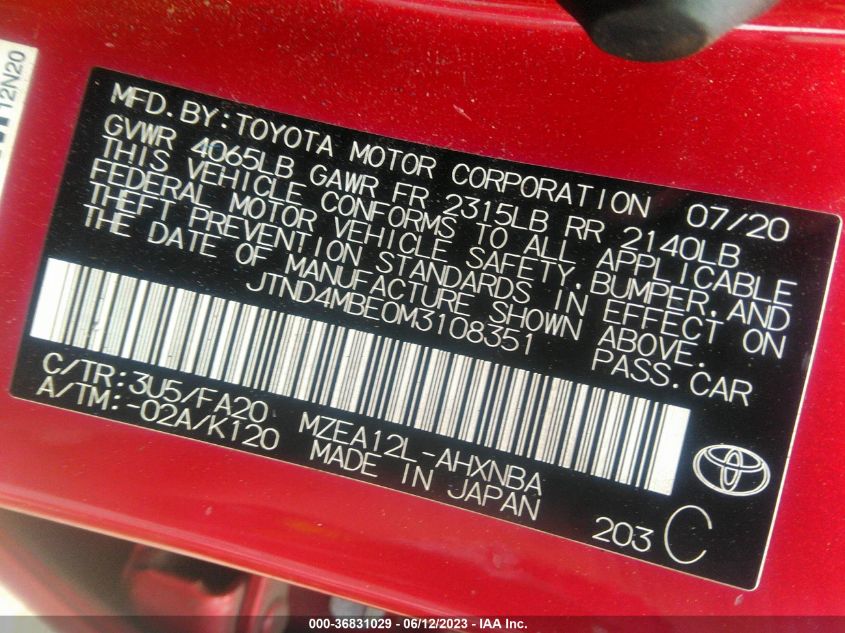 12N20
MFD.BY:TOYOTA MOTOR CORPORATION 07/20
GVWR 4065LB GAWR FR 2315LB RR 2140LB
THIS VEHICLE CONFORMS TO ALL APPLICABLE
FEDERAL MOTOR VEHICLE SAFETY,BUMPER,AND
THEFT PREVENTION STANDARDS IN EFFECT ON
THE DATE OF MANUFACTURE SHOWN ABOVE.
JTND4MBE0M3108351 PASS.CAR
C/TR:3U5/FA20 MZEA12L-AHXNBA
A/TM:-02A/K120 MADE IN JAPAN
203 C
000-36831029 - 06/12/2023 - IAA Inc.